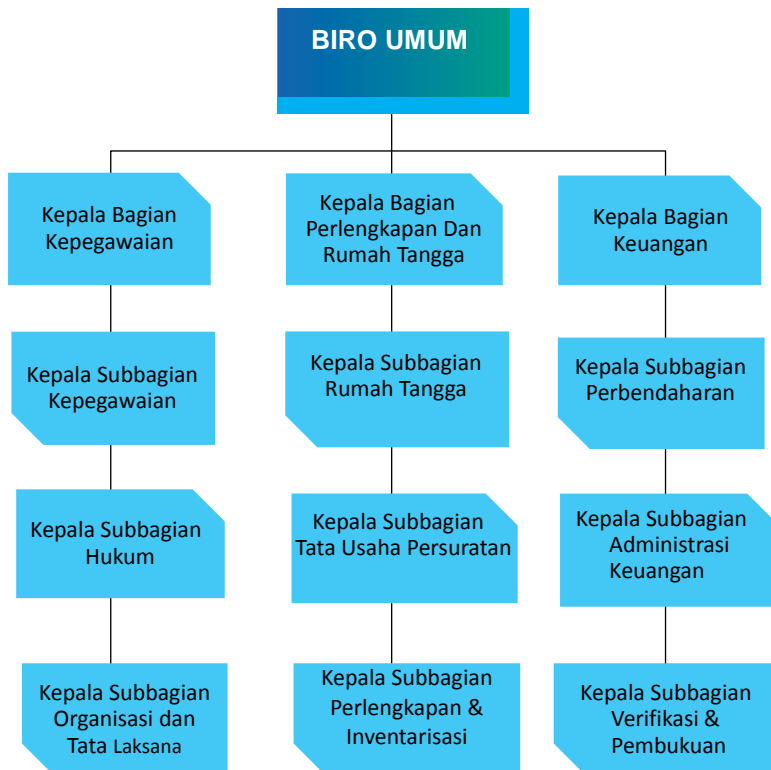 BIRO UMUM
Kepala Bagian
Kepegawaian
Kepala Bagian
Perlengkapan Dan
Rumah Tangga
Kepala Bagian
Keuangan
Kepala Subbagian
Kepegawaian
Kepala Subbagian
Rumah Tangga
Kepala Subbagian
Perbendaharan
Kepala Subbagian
Hukum
Kepala Subbagian
Tata Usaha Persuratan
Kepala Subbagian
Administrasi
Keuangan
Kepala Subbagian
Organisasi dan
Tata Laksana
Kepala Subbagian
Perlengkapan &
Inventarisasi
Kepala Subbagian
Verifikasi &
Pembukuan